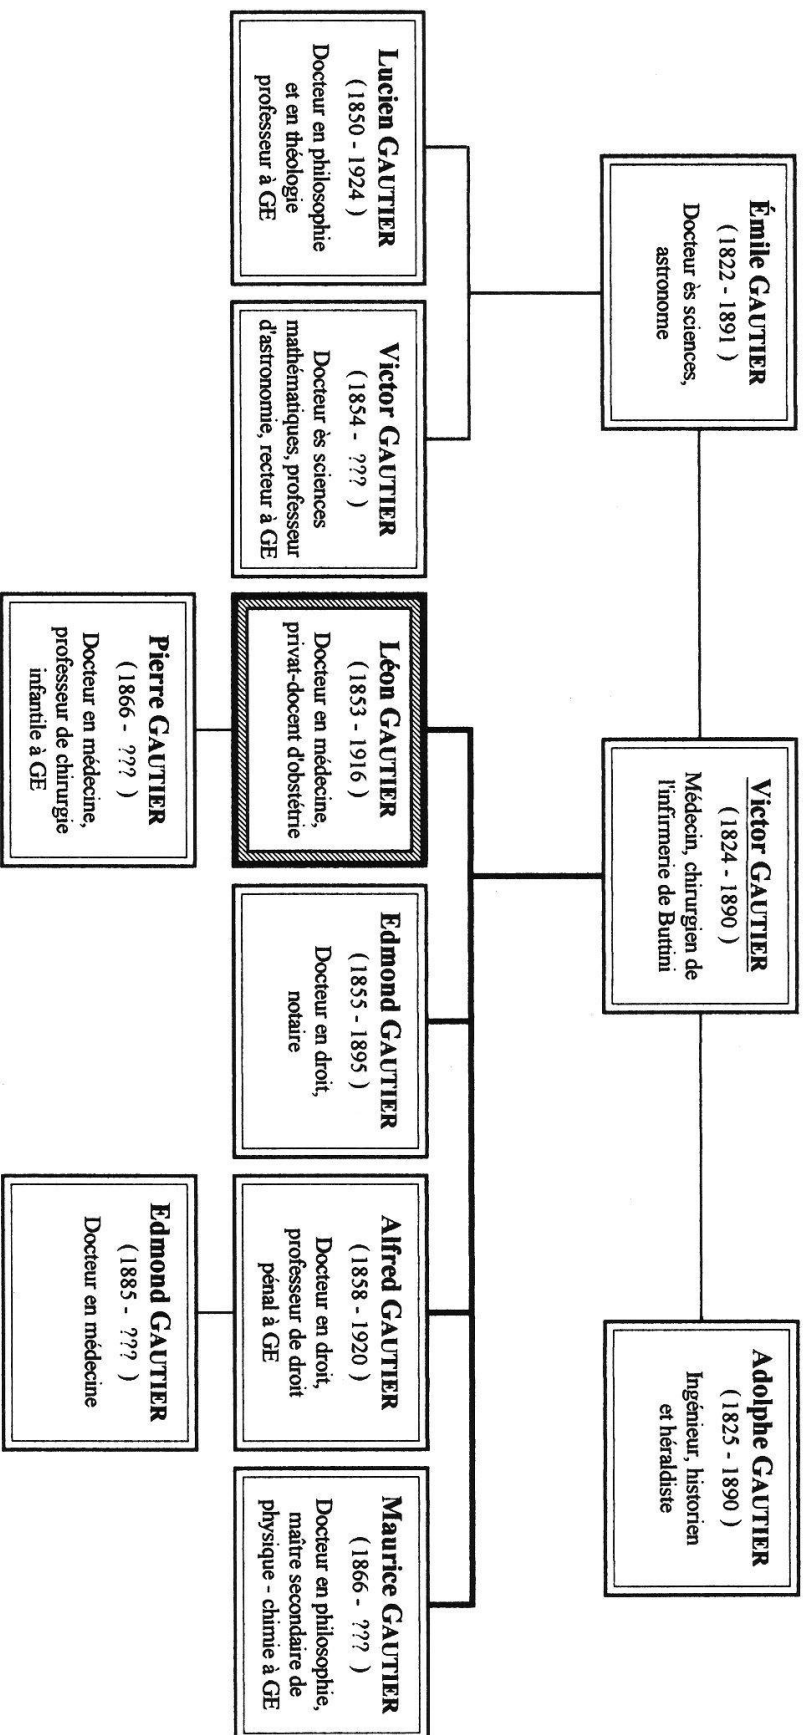 Émile GAUTIER
( 1822 - 1891 )
Docteur ès sciences,
astronome
Victor GAUTIER
( 1824 - 1890 )
Médecin, chirurgien de
l'infirmerie de Buttini
Adolphe GAUTIER
( 1825 - 1890 )
Ingénieur, historien
et héraldiste
Lucien GAUTIER
( 1850 - 1924 )
Docteur en philosophie
et en théologie
professeur à GE
Victor GAUTIER
( 1854 - ??? )
Docteur ès sciences
mathématiques, professeur
d'astronomie, recteur à GE
Léon GAUTIER
( 1853 - 1916 )
Docteur en médecine,
privat-docent d'obstétrie
Edmond GAUTIER
( 1855 - 1895 )
Docteur en droit,
notaire
Alfred GAUTIER
( 1858 - 1920 )
Docteur en droit,
professeur de droit
pénal à GE
Maurice GAUTIER
( 1866 - ??? )
Docteur en philosophie,
maître secondaire de
physique - chimie à GE
Pierre GAUTIER
( 1866 - ??? )
Docteur en médecine,
professeur de chirurgie
infantile à GE
Edmond GAUTIER
( 1885 - ??? )
Docteur en médecine